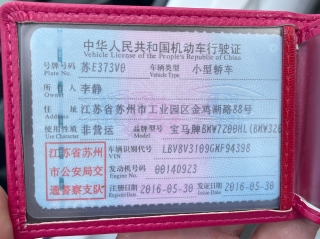 中华人民共和国机动车行驶证
Vehicle License of the People's Republic of China
号牌号码 苏E373V0 车辆类型 小型轿车
Plate No. Vehicle Type
所有人 李静
Owner
住址 江苏省苏州市工业园区金鸡湖路88号
Address
使用性质 非营运 品牌型号 宝马牌BMW7200HL(BMW320
Use Character Model
江苏省苏州
市公安局交
通警察支队
车辆识别代号 LBV8V3109GMF94398
VIN
发动机号码 00140923
Engine No.
注册日期 2016-05-30 发证日期 2016-05-30
Register Date Issue Date